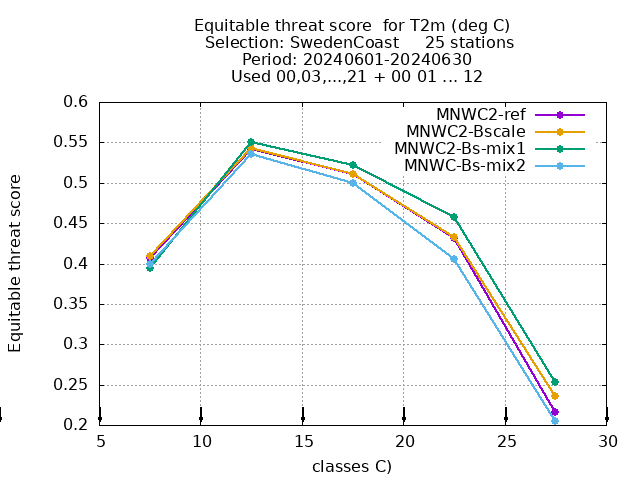 Equitable threat score  for T2m (deg C)
Selection: SwedenCoast     25 stations
Period: 20240601-20240630
Used 00,03,...,21 + 00 01 ... 12
MNWC2-ref
MNWC2-Bscale
MNWC2-Bs-mix1
MNWC-Bs-mix2
Equitable threat score
0.6
0.55
0.5
0.45
0.4
0.35
0.3
0.25
0.2
5 10 15 20 25 30
classes C)